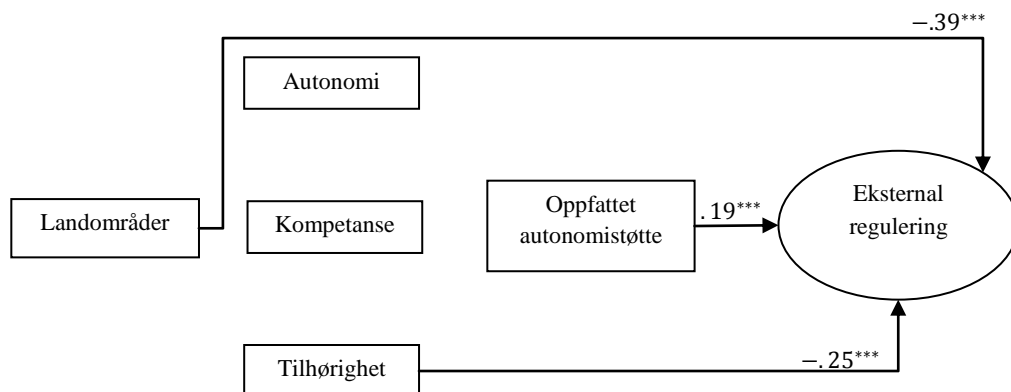 −.39***
Autonomi
Landområder
Kompetanse
Oppfattet
autonomistøtte
.19***
Eksternal
regulering
Tilhørighet
−.25***